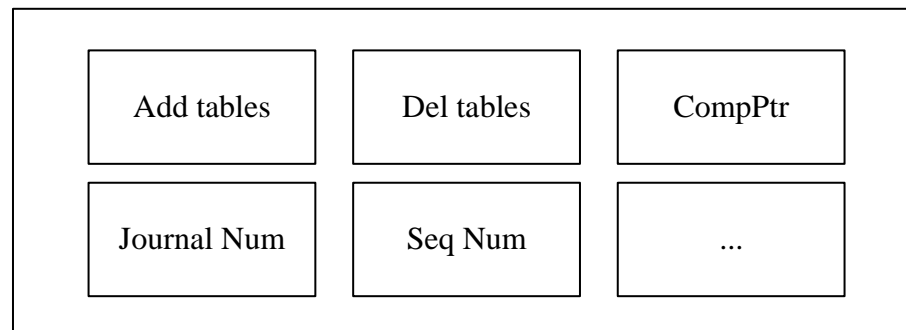 Add tables
Del tables
CompPtr
Journal Num
Seq Num
...